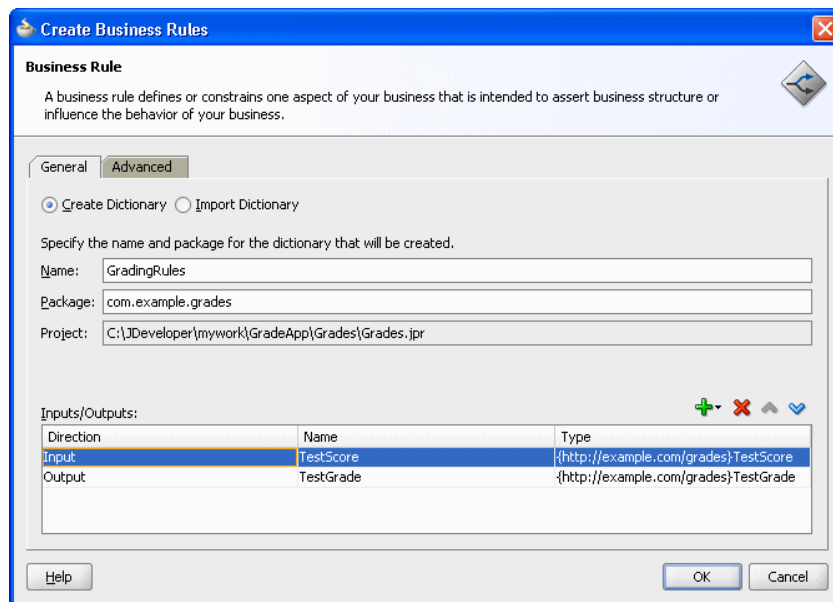 Create Business Rules
Business Rule
A business rule defines or constrains one aspect of your business that is intended to assert business structure or
influence the behavior of your business.
General Advanced
Create Dictionary Import Dictionary
Specify the name and package for the dictionary that will be created.
Name: GradingRules
Package: com.example.grades
Project: C:\JDeveloper\mywork\GradeApp\Grades\Grades.jpr
Inputs/Outputs:
Direction Name Type
Input TestScore {http://example.com/grades}TestScore
Output TestGrade {http://example.com/grades}TestGrade
Help OK Cancel